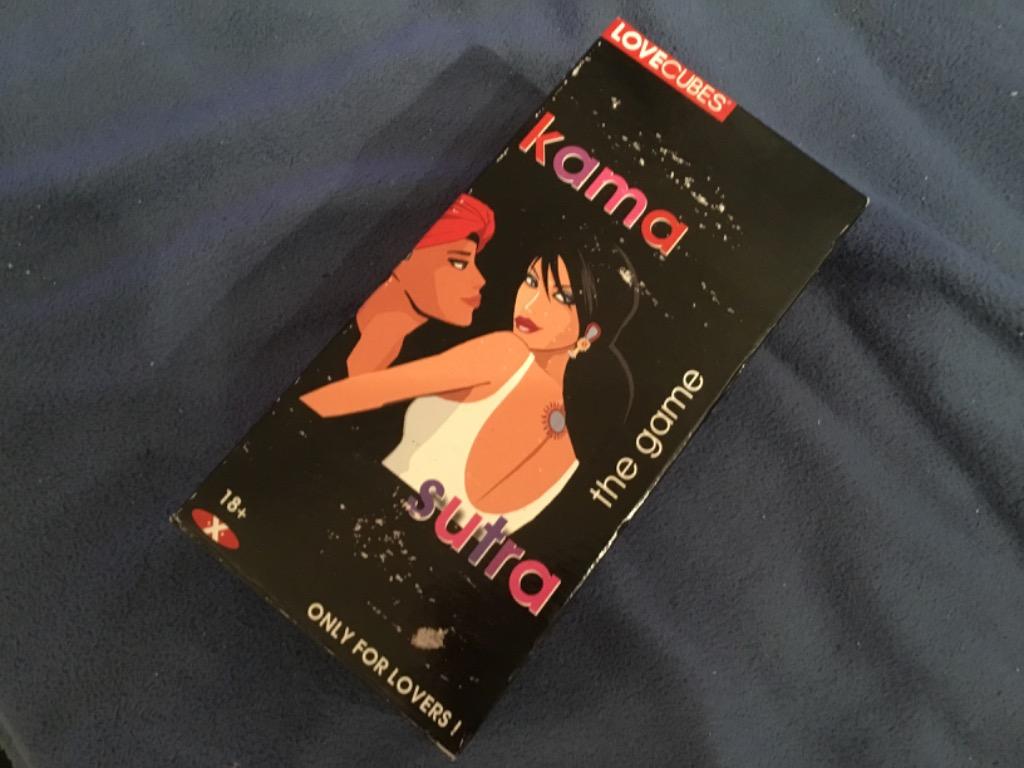 LOVECUBES
kama
the game
sutra
18+
X
ONLY FOR LOVERS !